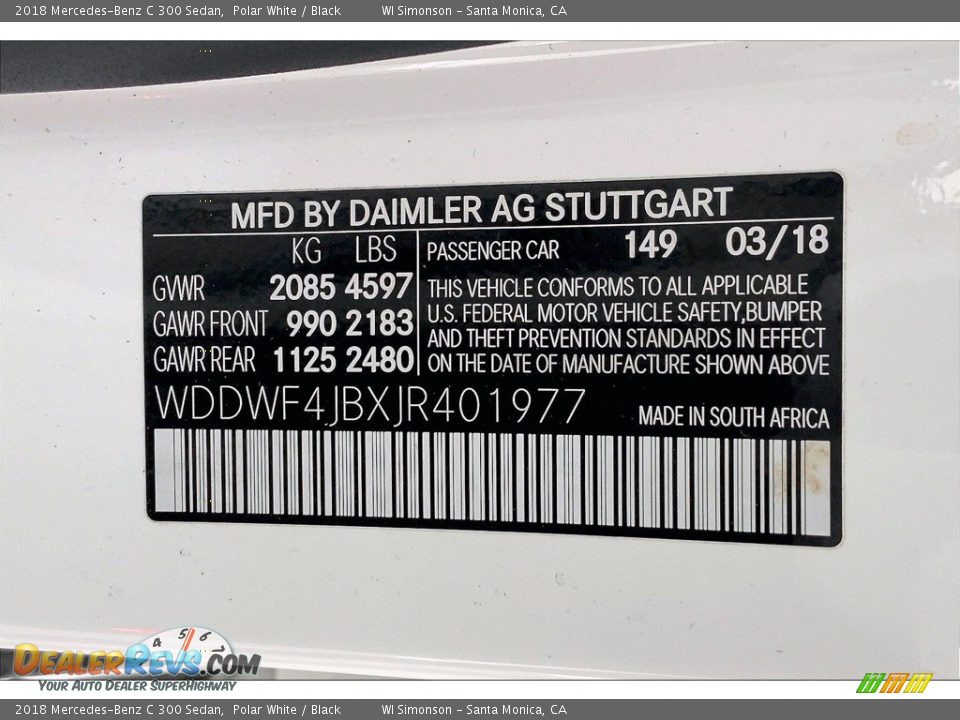 2018 Mercedes-Benz C 300 Sedan, Polar White / Black WI Simonson - Santa Monica, CA
MFD BY DAIMLER AG STUTTGART
KG LBS
GVWR 2085 4597
GAWR FRONT 990 2183
GAWR REAR 1125 2480
PASSENGER CAR 149 03/18
THIS VEHICLE CONFORMS TO ALL APPLICABLE
U.S. FEDERAL MOTOR VEHICLE SAFETY,BUMPER
AND THEFT PREVENTION STANDARDS IN EFFECT
ON THE DATE OF MANUFACTURE SHOWN ABOVE
WDDWF4JBXJR401977
MADE IN SOUTH AFRICA
4 5 6 7
DealerRevs.com
Your Auto Dealer SuperHighway
2018 Mercedes-Benz C 300 Sedan, Polar White / Black WI Simonson - Santa Monica, CA